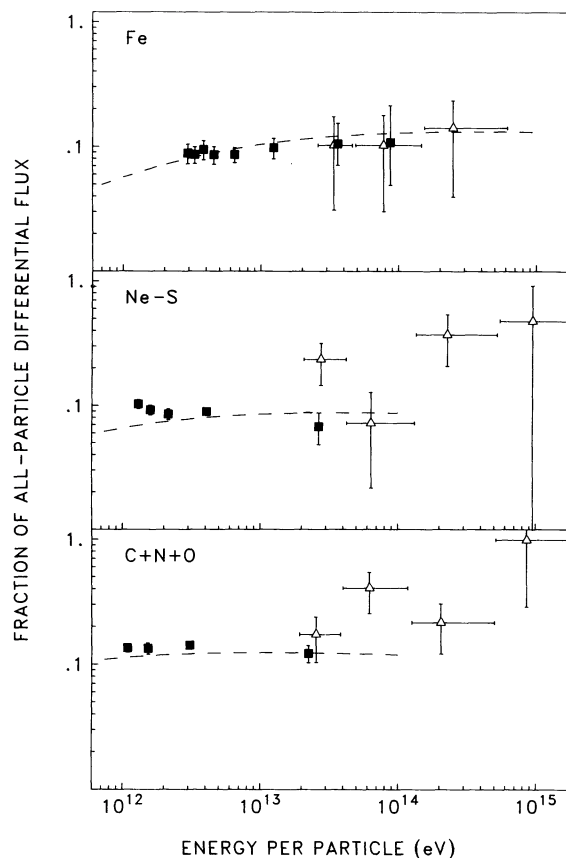 FRACTION OF ALL-PARTICLE DIFFERENTIAL FLUX
1.
Fe
.1
1.
Ne-S
.1
1.
C+N+O
.1
10¹² 10¹³ 10¹⁴ 10¹⁵
ENERGY PER PARTICLE (eV)